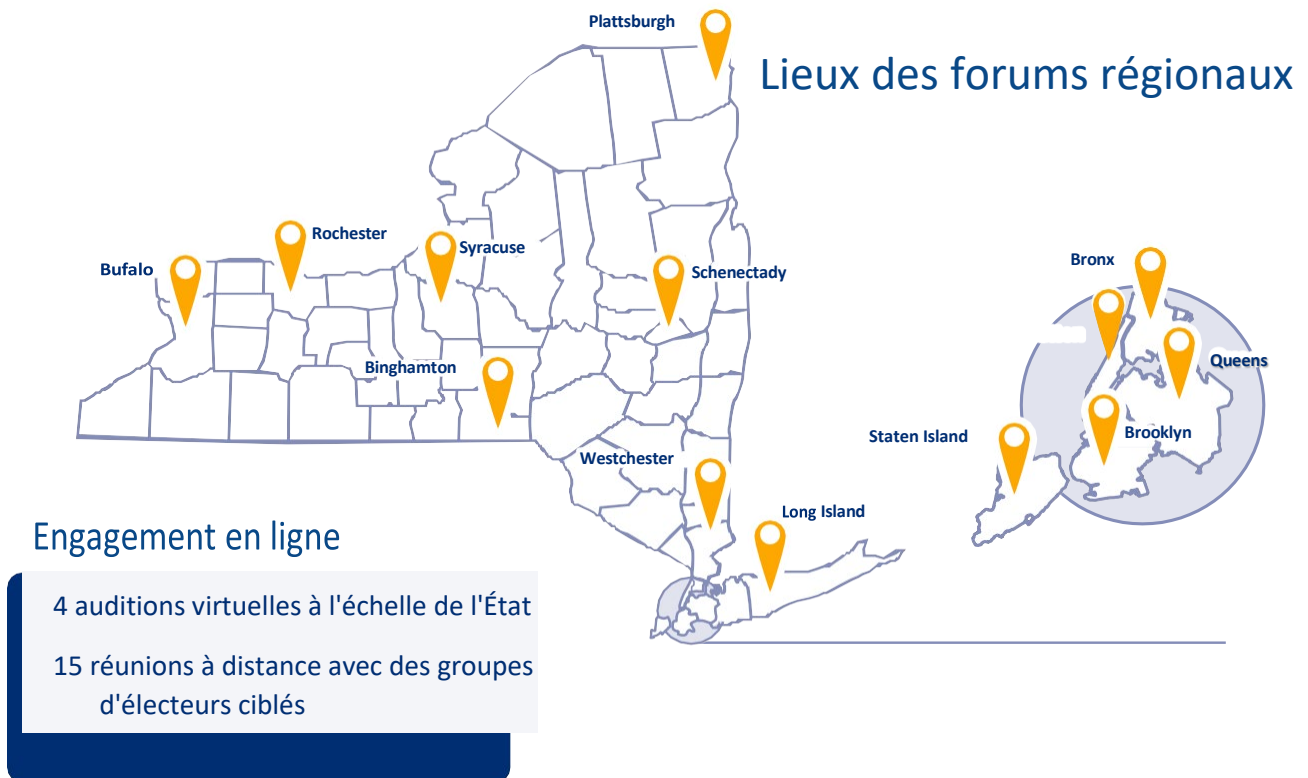 Plattsburgh
Lieux des forums régionaux
Rochester
Syracuse
Bufalo
Schenectady
Bronx
Binghamton
Queens
Staten Island
Brooklyn
Westchester
Long Island
Engagement en ligne
4 auditions virtuelles à l'échelle de l'État
15 réunions à distance avec des groupes
d'électeurs ciblés